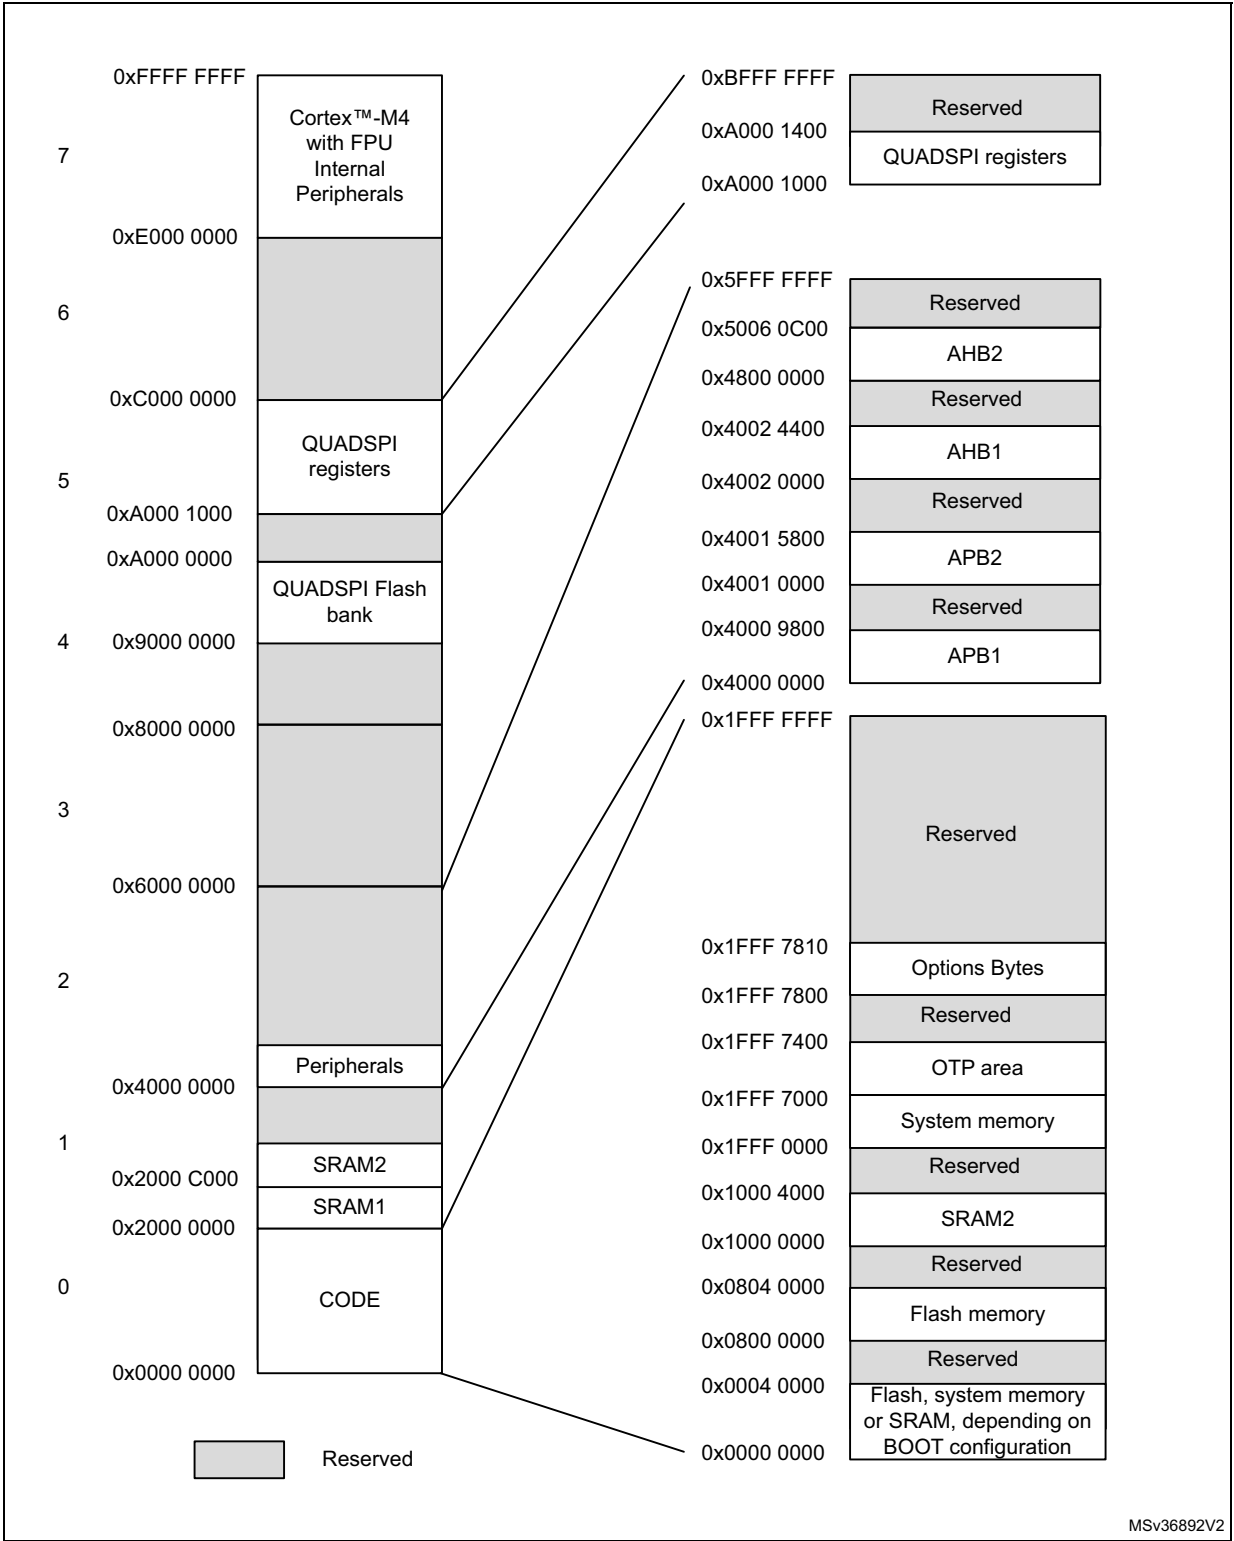 0xFFFF FFFF
Cortex™-M4
with FPU
Internal
Peripherals
7
0xE000 0000
6
0xC000 0000
QUADSPI
registers
5
0xA000 1000
0xA000 0000
QUADSPI Flash
bank
4
0x9000 0000
0x8000 0000
3
0x6000 0000
2
Peripherals
0x4000 0000
1
SRAM2
0x2000 C000
SRAM1
0x2000 0000
0
CODE
0x0000 0000
Reserved
0xBFFF FFFF
Reserved
0xA000 1400
QUADSPI registers
0xA000 1000
0x5FFF FFFF
Reserved
0x5006 0C00
AHB2
0x4800 0000
Reserved
0x4002 4400
AHB1
0x4002 0000
Reserved
0x4001 5800
APB2
0x4001 0000
Reserved
0x4000 9800
APB1
0x4000 0000
0x1FFF FFFF
Reserved
0x1FFF 7810
Options Bytes
0x1FFF 7800
Reserved
0x1FFF 7400
OTP area
0x1FFF 7000
System memory
0x1FFF 0000
Reserved
0x1000 4000
SRAM2
0x1000 0000
Reserved
0x0804 0000
Flash memory
0x0800 0000
Reserved
0x0004 0000
Flash, system memory
or SRAM, depending on
BOOT configuration
0x0000 0000
MSv36892V2